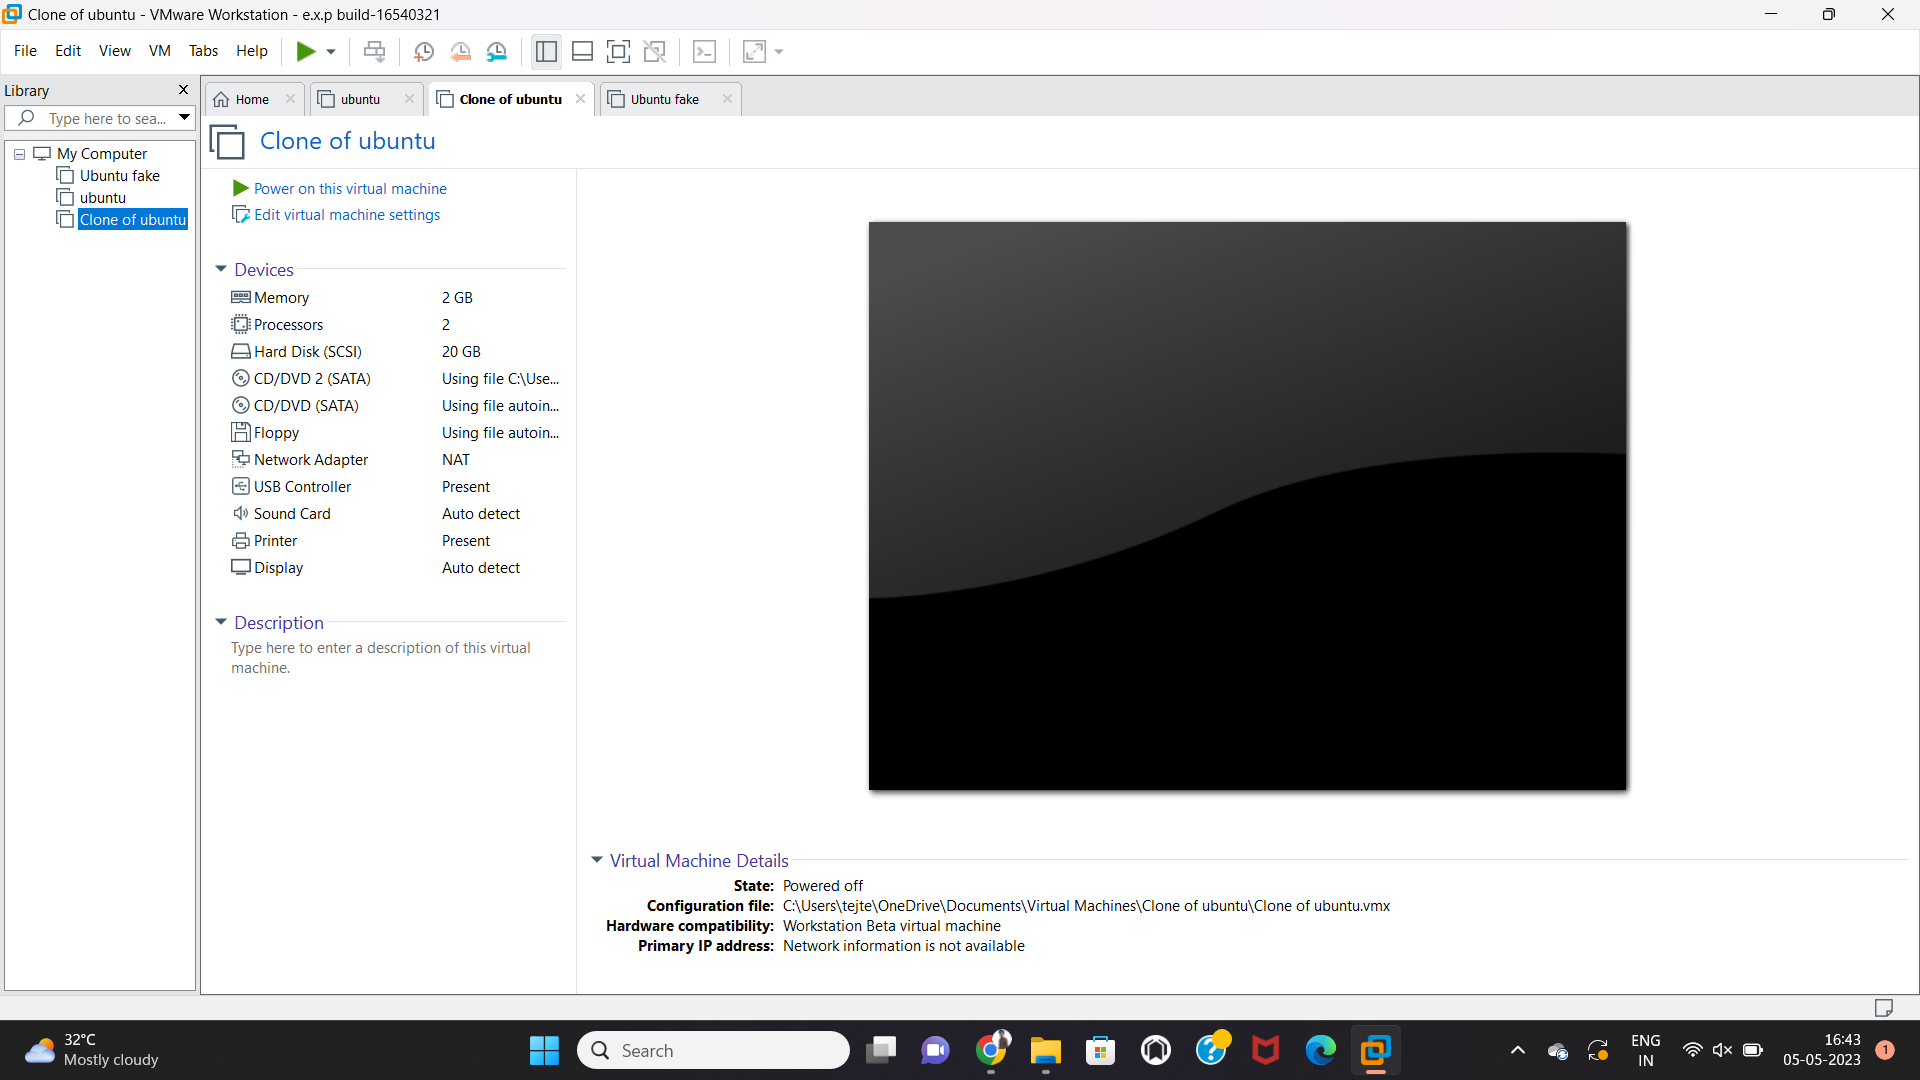 Clone of ubuntu - VMware Workstation - e.x.p build-16540321
File Edit View VM Tabs Help
Library
Type here to sea...
My Computer
Ubuntu fake
ubuntu
Clone of ubuntu
Home ubuntu Clone of ubuntu Ubuntu fake
Clone of ubuntu
Power on this virtual machine
Edit virtual machine settings
Devices
Memory 2 GB
Processors 2
Hard Disk (SCSI) 20 GB
CD/DVD 2 (SATA) Using file C:\Use...
CD/DVD (SATA) Using file autoin...
Floppy Using file autoin...
Network Adapter NAT
USB Controller Present
Sound Card Auto detect
Printer Present
Display Auto detect
Description
Type here to enter a description of this virtual
machine.
Virtual Machine Details
State: Powered off
Configuration file: C:\Users\tejte\OneDrive\Documents\Virtual Machines\Clone of ubuntu\Clone of ubuntu.vmx
Hardware compatibility: Workstation Beta virtual machine
Primary IP address: Network information is not available
32°C
Mostly cloudy
Search
ENG
IN
16:43
05-05-2023
1